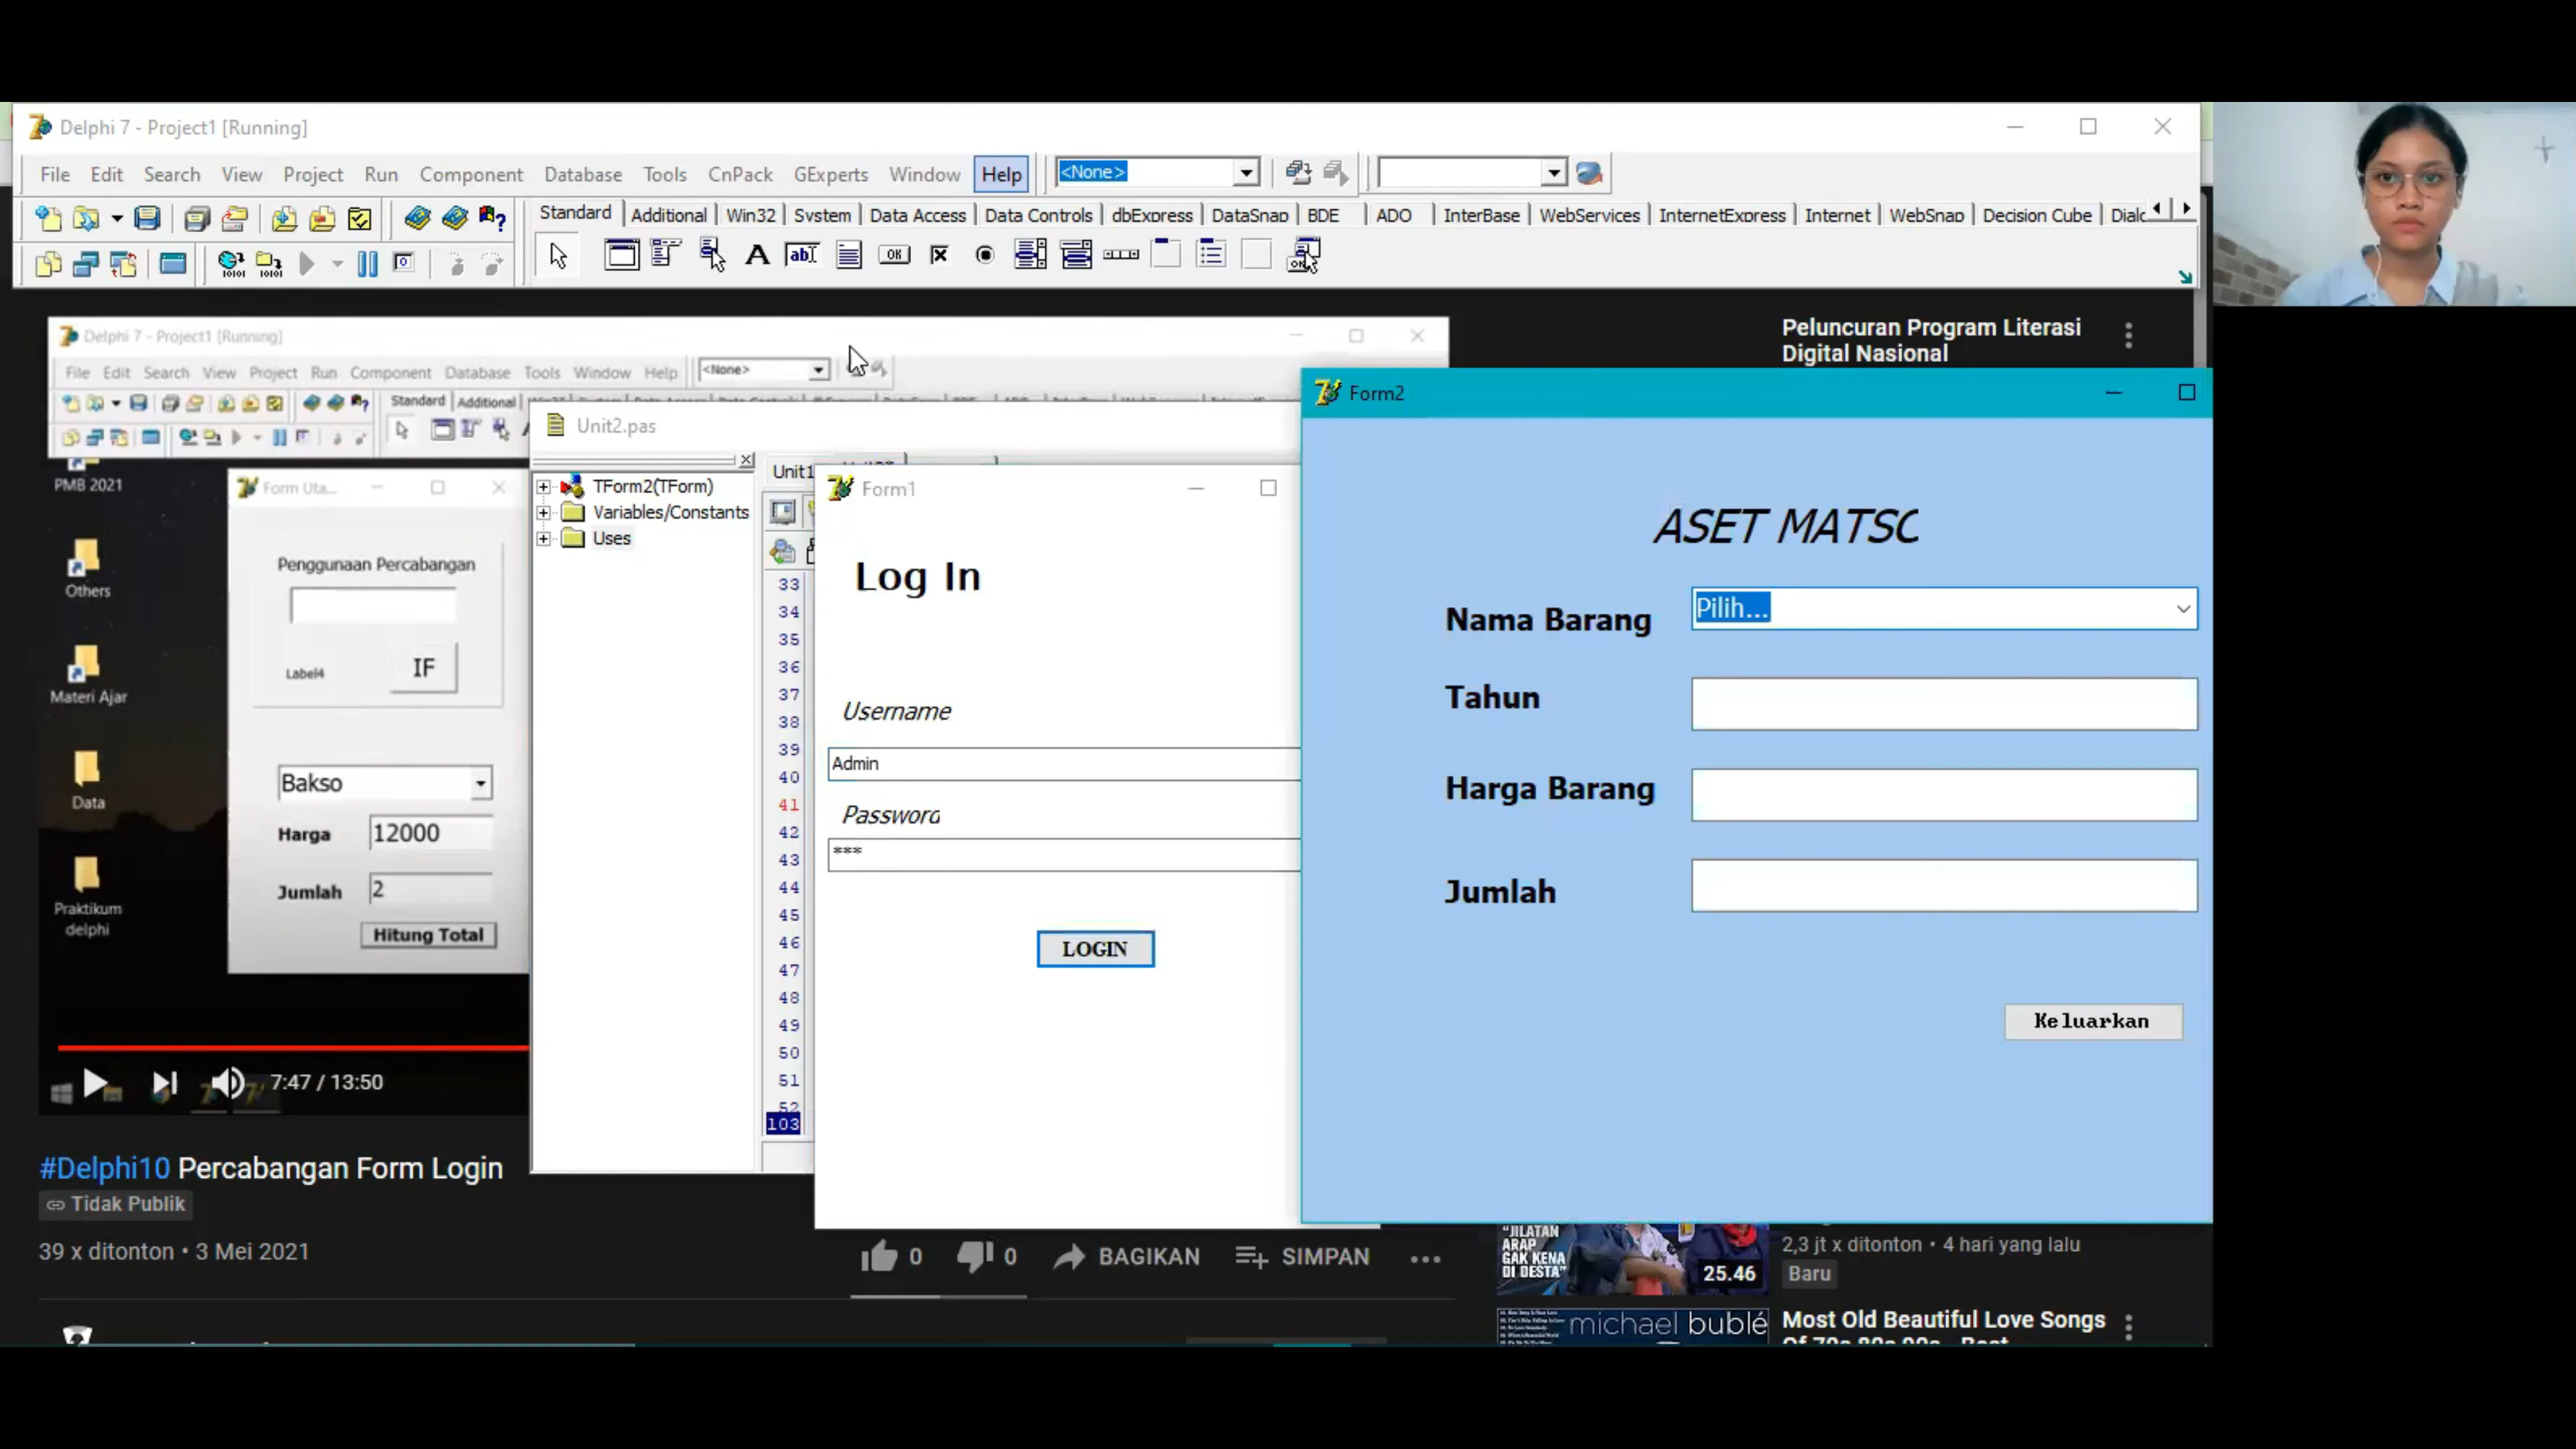 Delphi 7 - Project1 [Running]
File Edit Search View Project Run Component Database Tools CnPack GExperts Window Help <None>
Standard Additional Win32 System Data Access Data Controls dbExpress DataSnap BDE ADO InterBase WebServices InternetExpress Internet WebSnap Decision Cube Dialc
Delphi 7 - Project1 [Running]
File Edit Search View Project Run Component Database Tools Window Help <None>
Standard Additional
PMB 2021
Others
Materi Ajar
Data
Praktikum
delphi
Form Uta...
Penggunaan Percabangan
Label4 IF
Bakso
Harga 12000
Jumlah 2
Hitung Total
7:47 / 13:50
#Delphi10 Percabangan Form Login
Tidak Publik
39 x ditonton • 3 Mei 2021
0 0 BAGIKAN SIMPAN
Unit2.pas
TForm2(TForm)
Variables/Constants
Uses
Unit1
33
34
35
36
37
38
39
40
41
42
43
44
45
46
47
48
49
50
51
52
103
Form1
Log In
Username
Admin
Password
***
LOGIN
Peluncuran Program Literasi
Digital Nasional
Form2
ASET MATSC
Nama Barang Pilih...
Tahun
Harga Barang
Jumlah
Keluarkan
"JILATAN
ARAP
GAK KENA
DI DESTA"
25.46
2,3 jt x ditonton • 4 hari yang lalu
Baru
michael bublé
Most Old Beautiful Love Songs